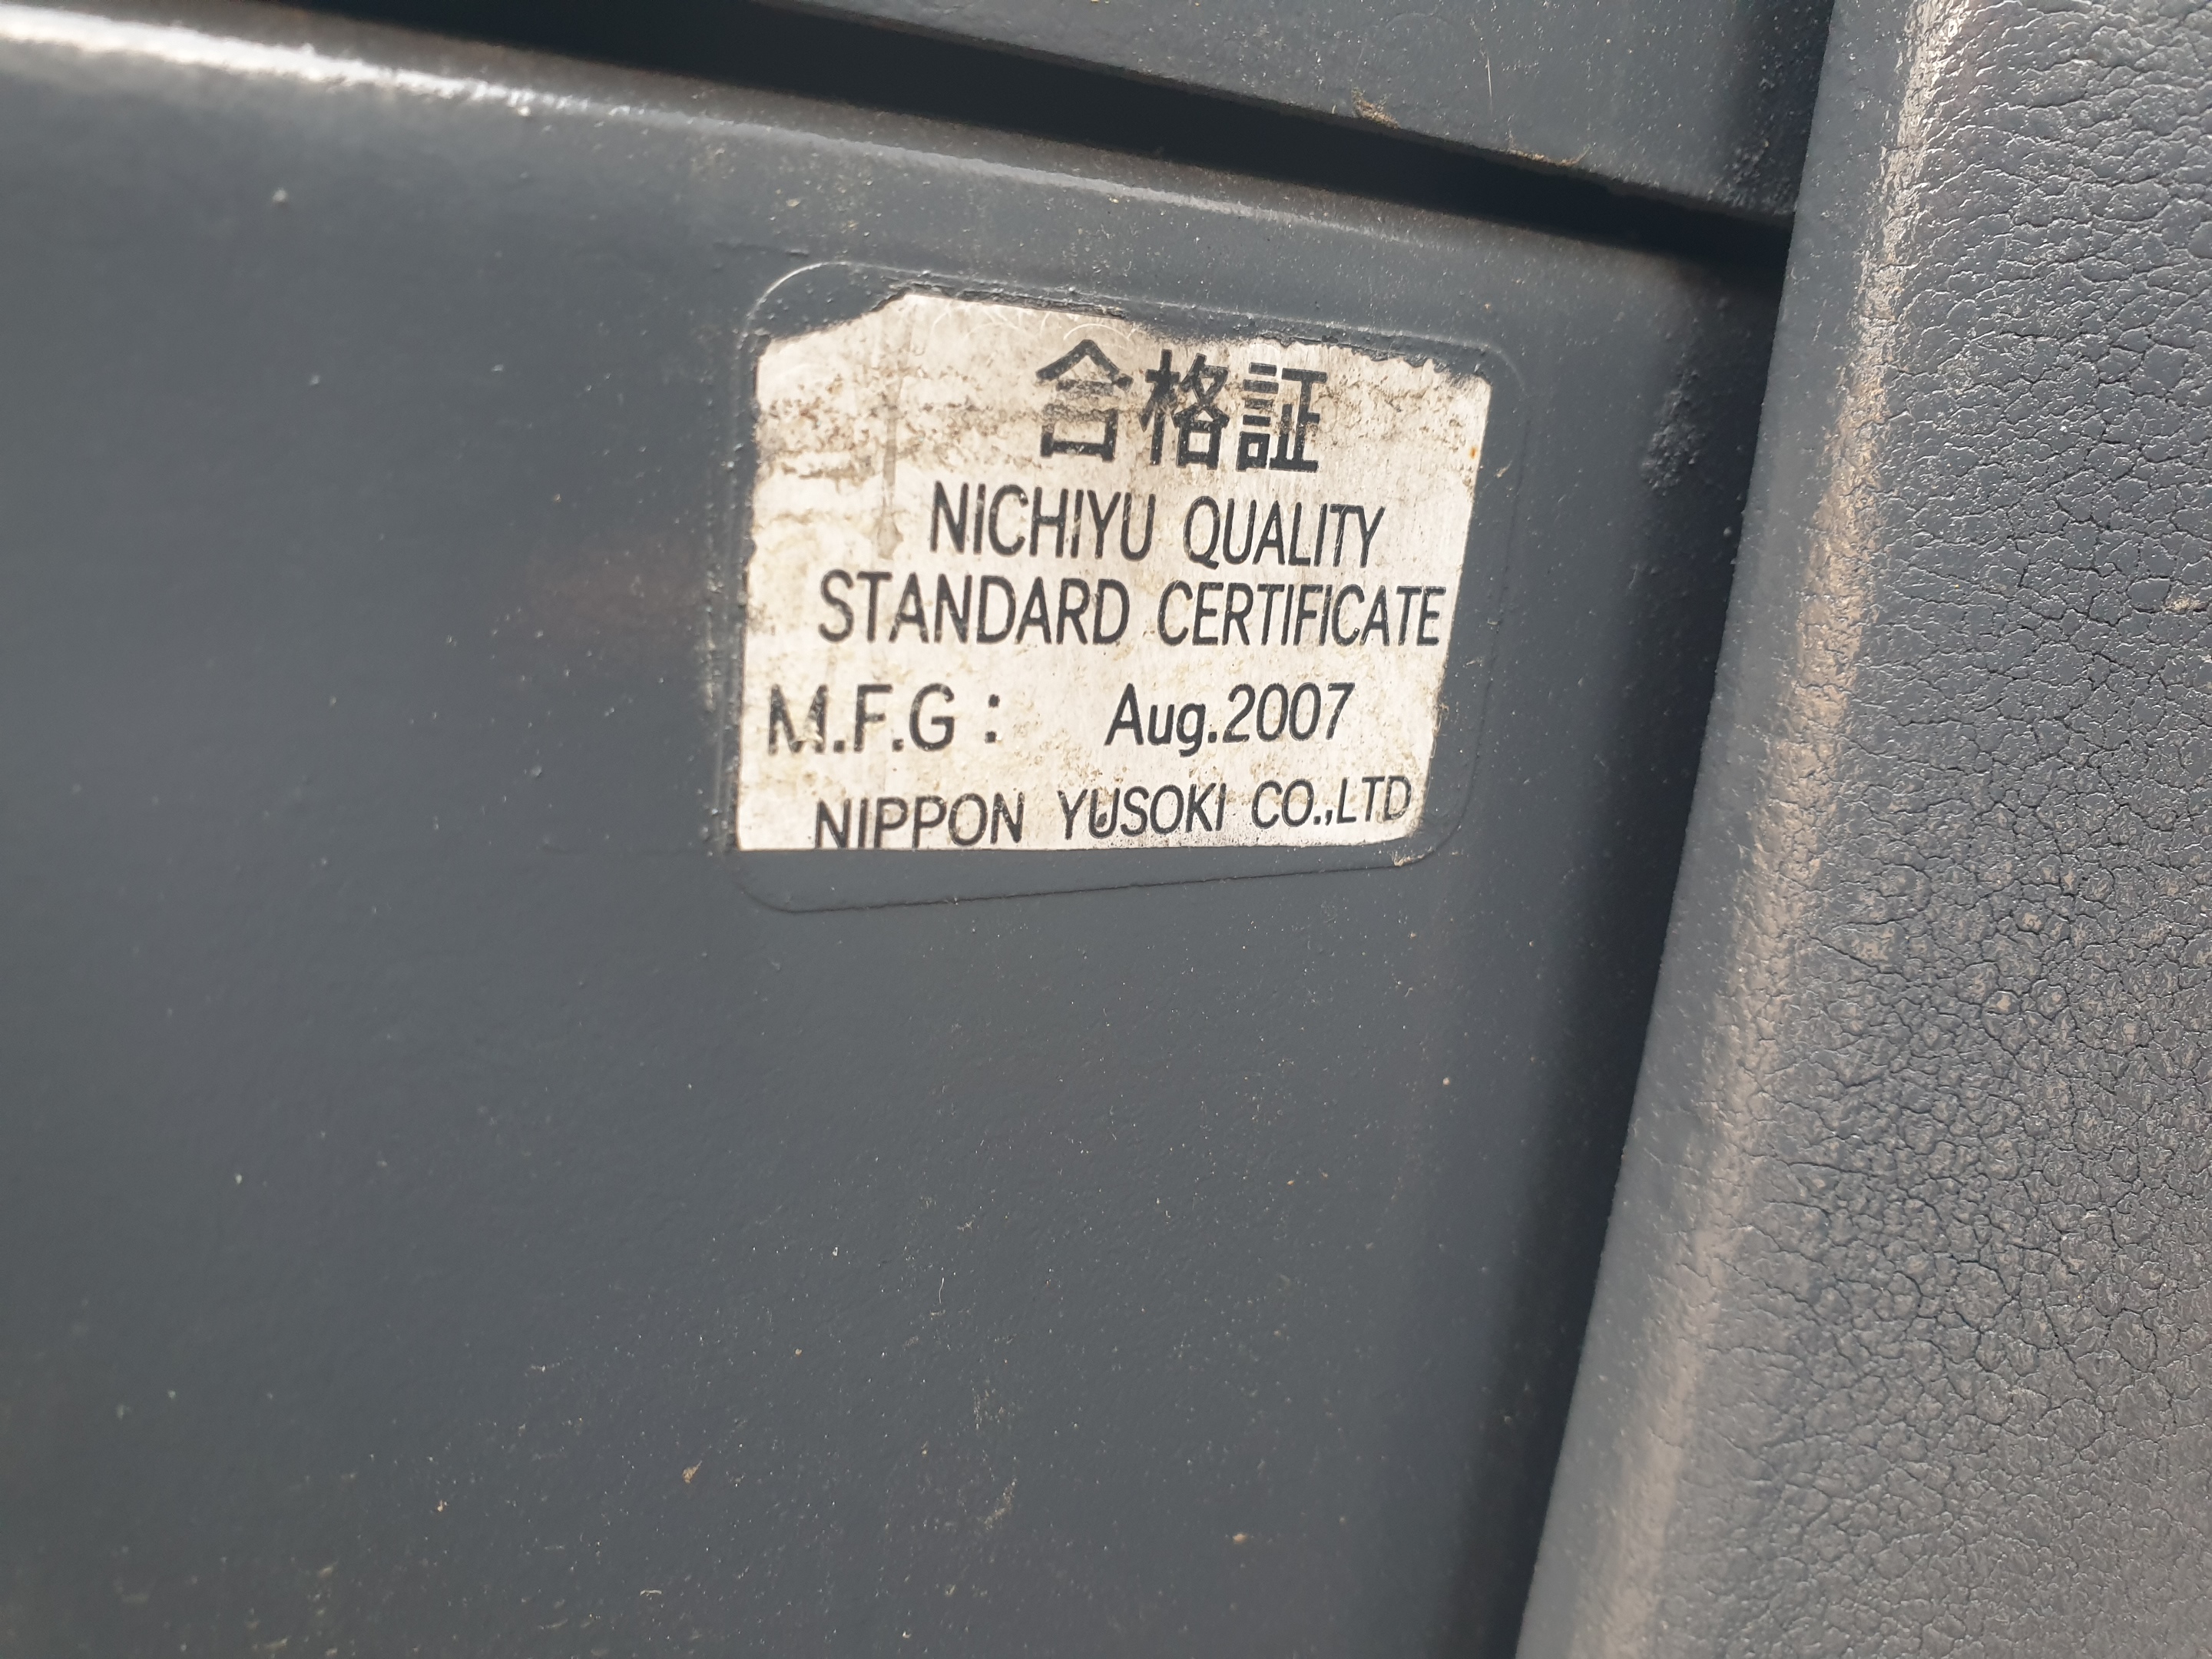 合格証
NICHIYU QUALITY
STANDARD CERTIFICATE
M.F.G : Aug.2007
NIPPON YUSOKI CO.,LTD